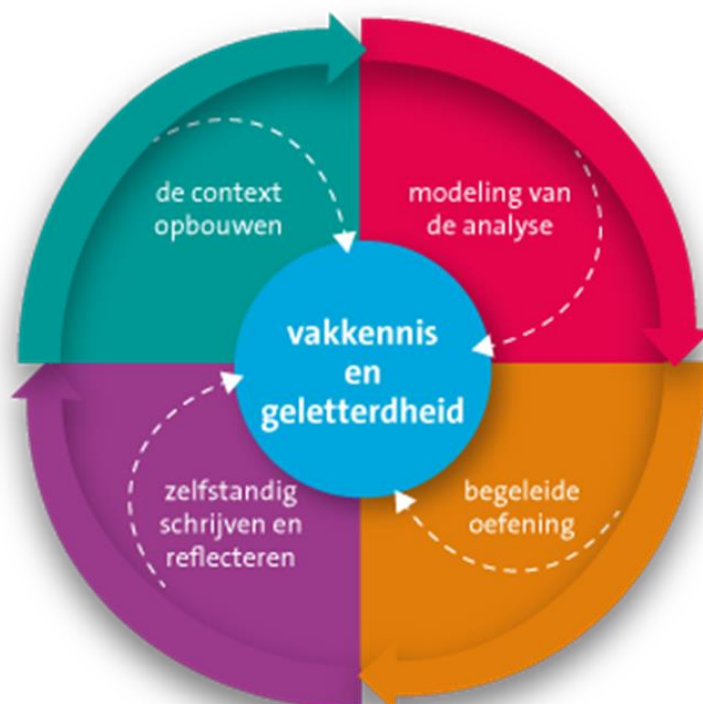 de context
opbouwen
modeling van
de analyse
vakkennis
en
geletterdheid
zelfstandig
schrijven en
reflecteren
begeleide
oefening